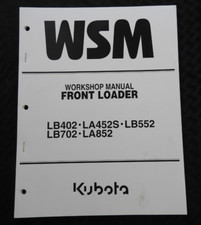 WSM
WORKSHOP MANUAL
FRONT LOADER
LB402・LA452S・LB552
LB702・LA852
Kubota